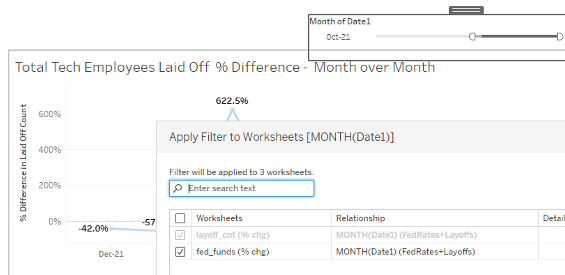 Month of Date1
Oct-21
Total Tech Employees Laid Off % Difference - Month over Month
622.5%
% Difference in Laid Off Count
600%
400%
200%
0%
-42.0%
-57
Dec-21
Apply Filter to Worksheets [MONTH(Date1)]
Filter will be applied to 3 worksheets.
Enter search text
Worksheets Relationship Detail
layoff_cnt (% chg) MONTH(Date1) (FedRates+Layoffs)
fed_funds (% chg) MONTH(Date1) (FedRates+Layoffs)